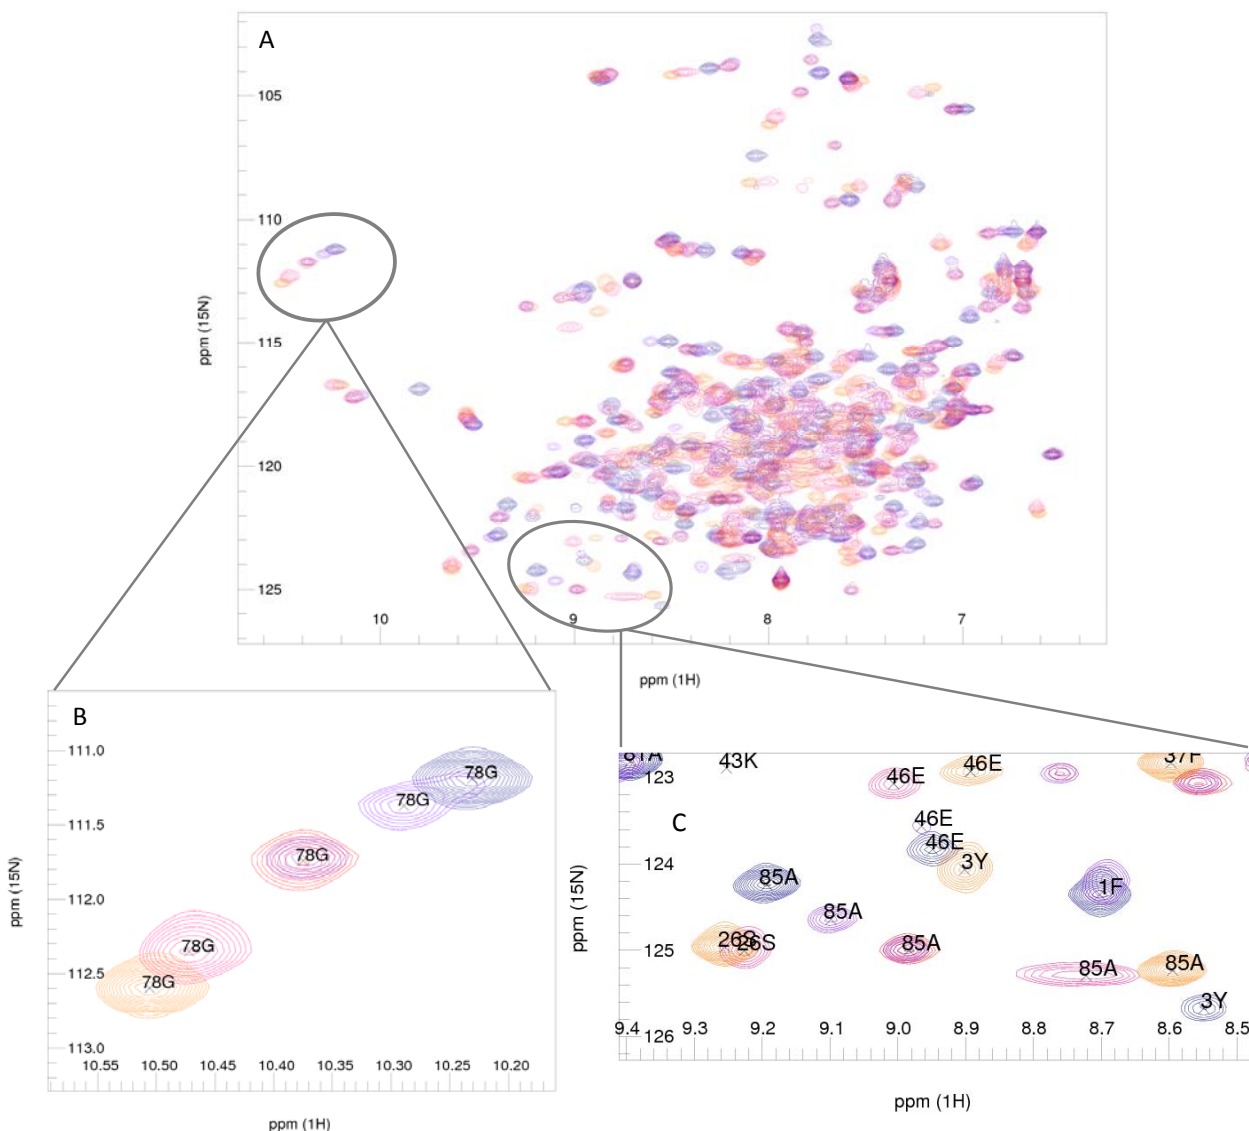 A
105
110
115
120
125
ppm (15N)
10 9 8 7
ppm (1H)
B
111.0
111.5
112.0
112.5
113.0
78G
78G
78G
78G
78G
10.55 10.50 10.45 10.40 10.35 10.30 10.25 10.20
ppm (15N)
ppm (1H)
C
81A 43K 46E 46E 37F
123
46E
46E
124
3Y
85A 1F
85A
26S 26S 85A 85A 85A
125
3Y
9.4 9.3 9.2 9.1 9.0 8.9 8.8 8.7 8.6 8.5
126
ppm (15N)
ppm (1H)